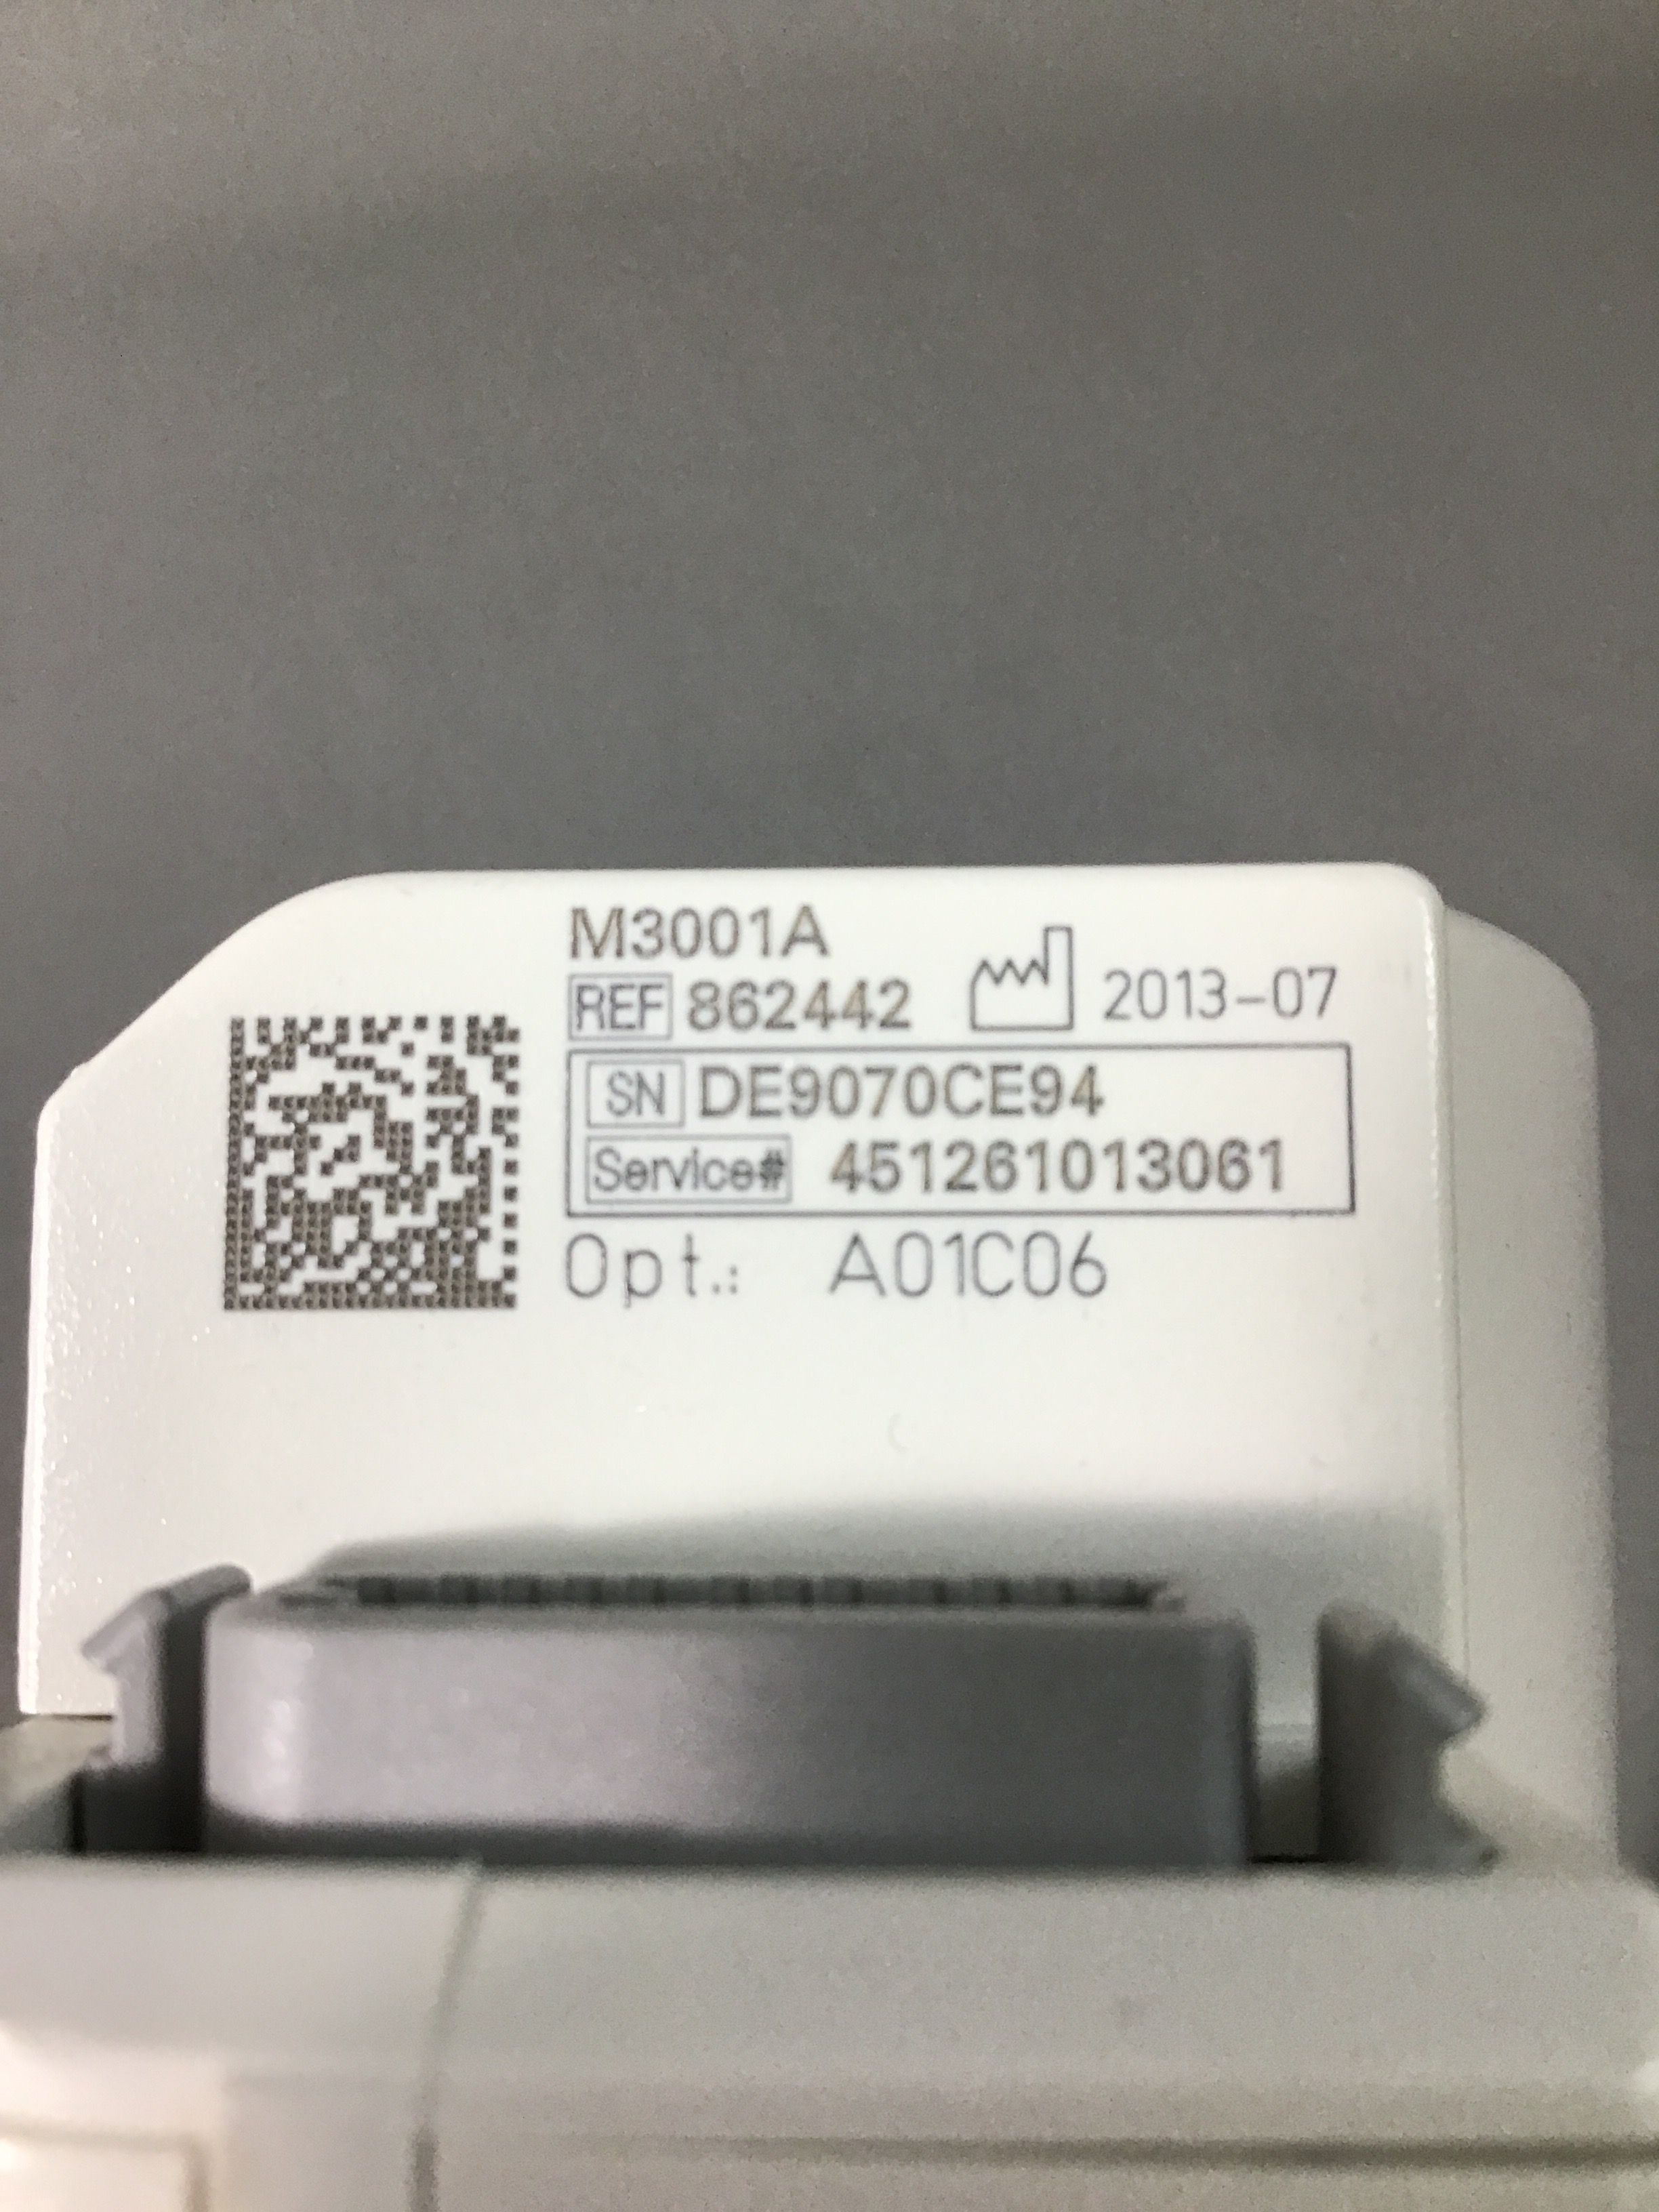 M3001A
REF 862442 2013-07
SN DE9070CE94
Service# 451261013061
Opt.: A01C06